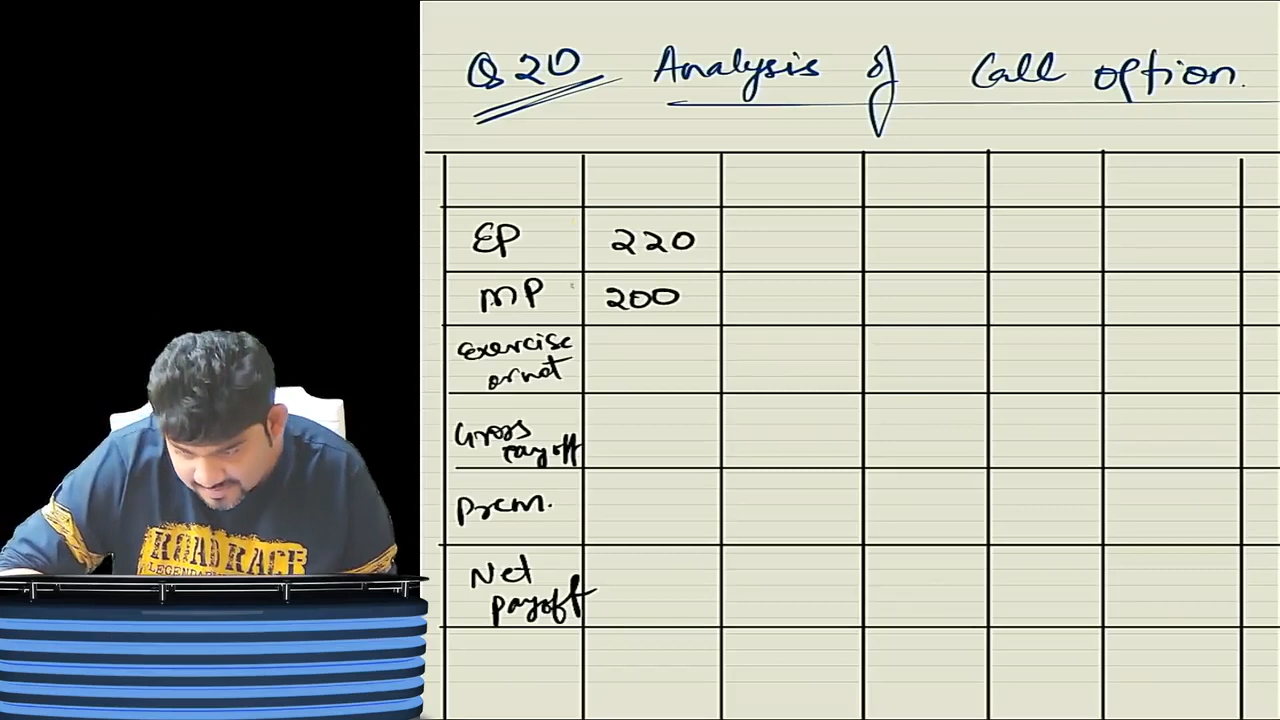 Q20 Analysis of Call option.
EP 220
MP 200
Exercise
or not
Gross
payoff
Prem.
Net
payoff
ROAD RACE
LEGENDARY